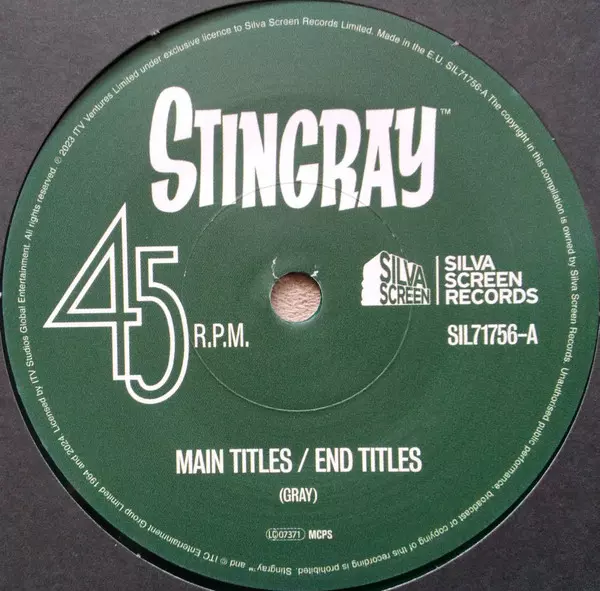 ℗ 2023 ITV Ventures Limited under exclusive licence to Silva Screen Records Limited. Made in the E.U. SIL71756-A The copyright in this compilation is owned by Silva Screen Records. Unauthorised public performance, broadcast or copying of this recording is prohibited. Stingray™ and © ITC Entertainment Group Limited 1964 and 2024. Licensed by ITV Studios Global Entertainment. All rights reserved.
STINGRAY™
45
R.P.M.
SILVA
SCREEN
SILVA
SCREEN
RECORDS
SIL71756-A
MAIN TITLES / END TITLES
(GRAY)
LC07371 MCPS